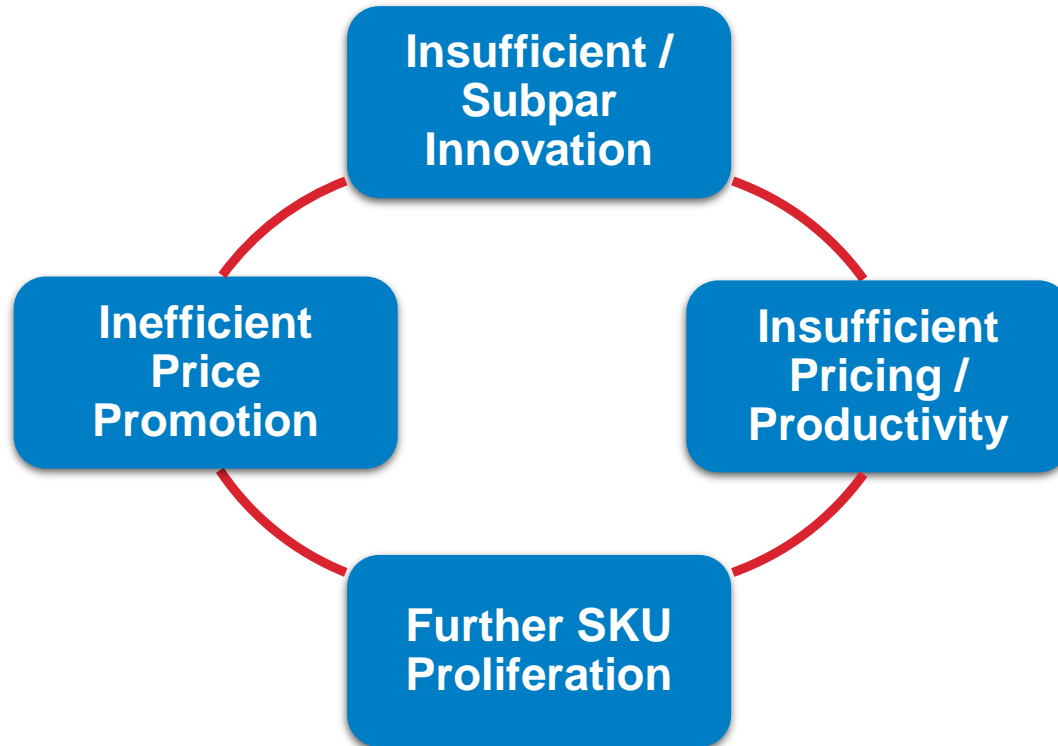 Insufficient /
Subpar
Innovation
Inefficient
Price
Promotion
Insufficient
Pricing /
Productivity
Further SKU
Proliferation